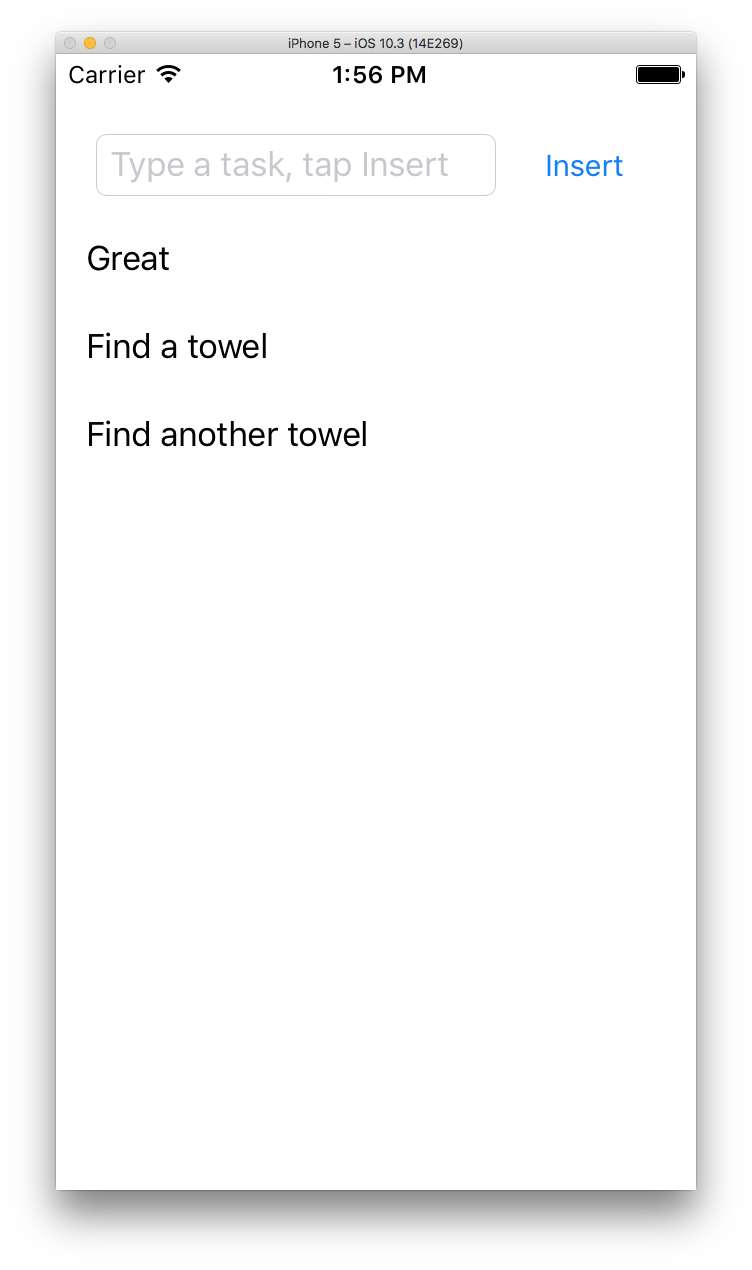 iPhone 5 – iOS 10.3 (14E269)
Carrier 1:56 PM
Type a task, tap Insert Insert
Great
Find a towel
Find another towel